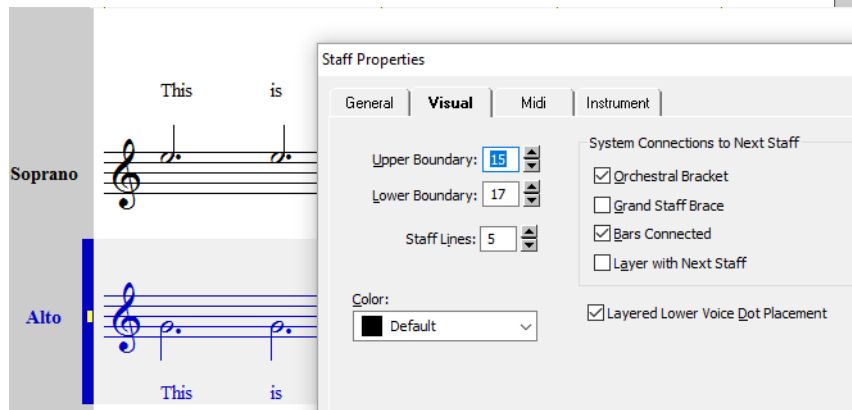 This is
Soprano
Alto
This is
Staff Properties
General Visual Midi Instrument
Upper Boundary: 15
Lower Boundary: 17
Staff Lines: 5
Color:
Default
System Connections to Next Staff
Orchestral Bracket
Grand Staff Brace
Bars Connected
Layer with Next Staff
Layered Lower Voice Dot Placement